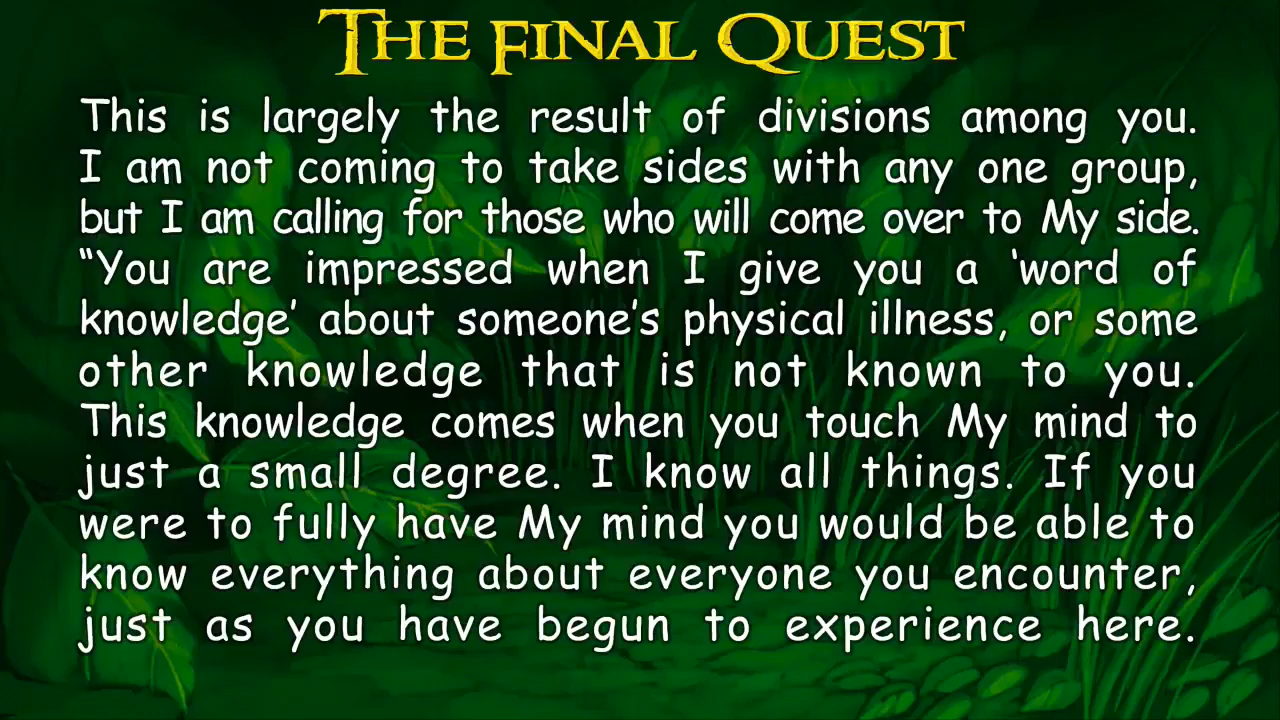 THE FINAL QUEST
This is largely the result of divisions among you.
I am not coming to take sides with any one group,
but I am calling for those who will come over to My side.
“You are impressed when I give you a ‘word of
knowledge’ about someone’s physical illness, or some
other knowledge that is not known to you.
This knowledge comes when you touch My mind to
just a small degree. I know all things. If you
were to fully have My mind you would be able to
know everything about everyone you encounter,
just as you have begun to experience here.